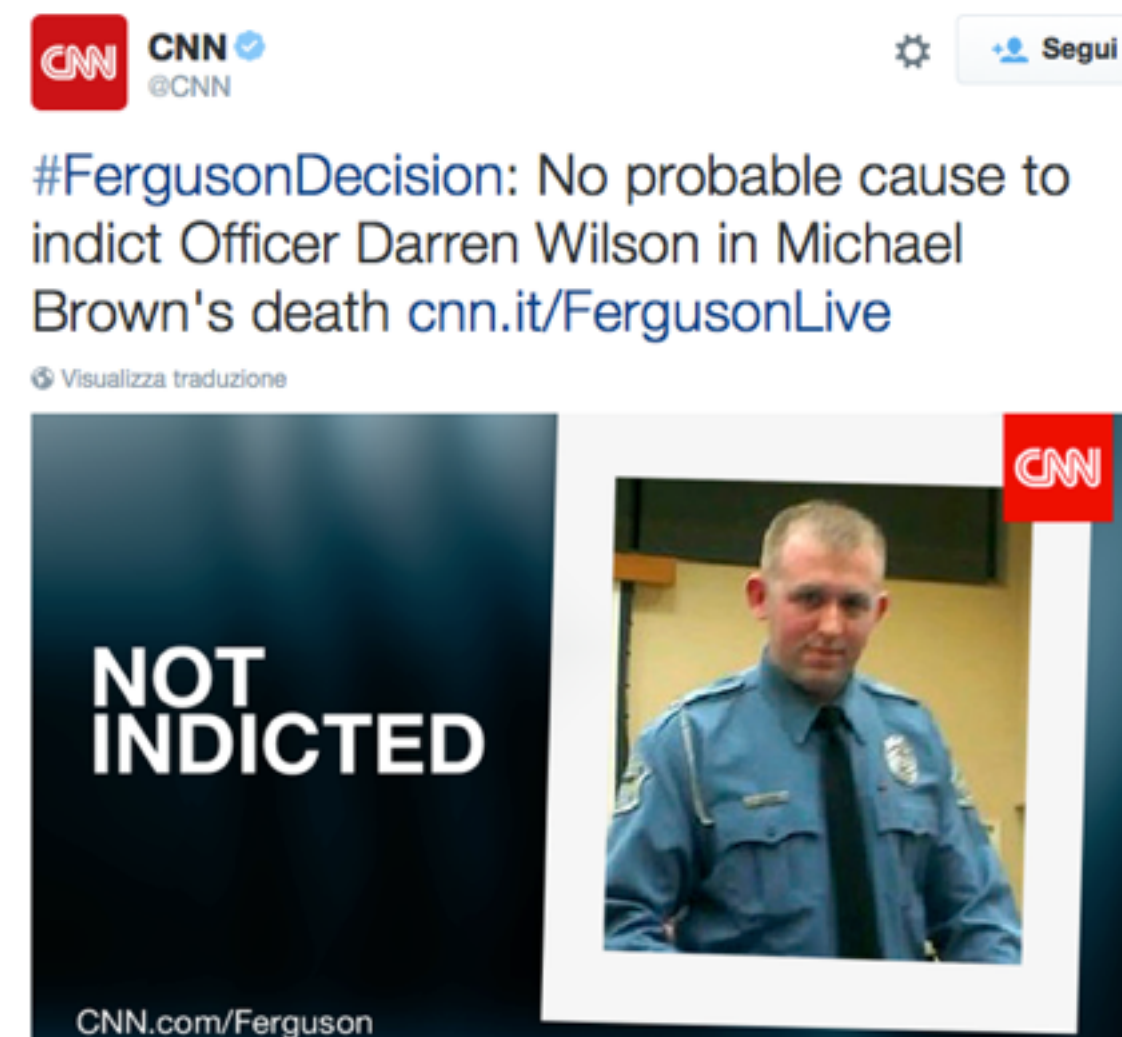 CNN
CNN
@CNN
Segui
#FergusonDecision: No probable cause to
indict Officer Darren Wilson in Michael
Brown's death cnn.it/FergusonLive
Visualizza traduzione
CNN
NOT
INDICTED
CNN.com/Ferguson